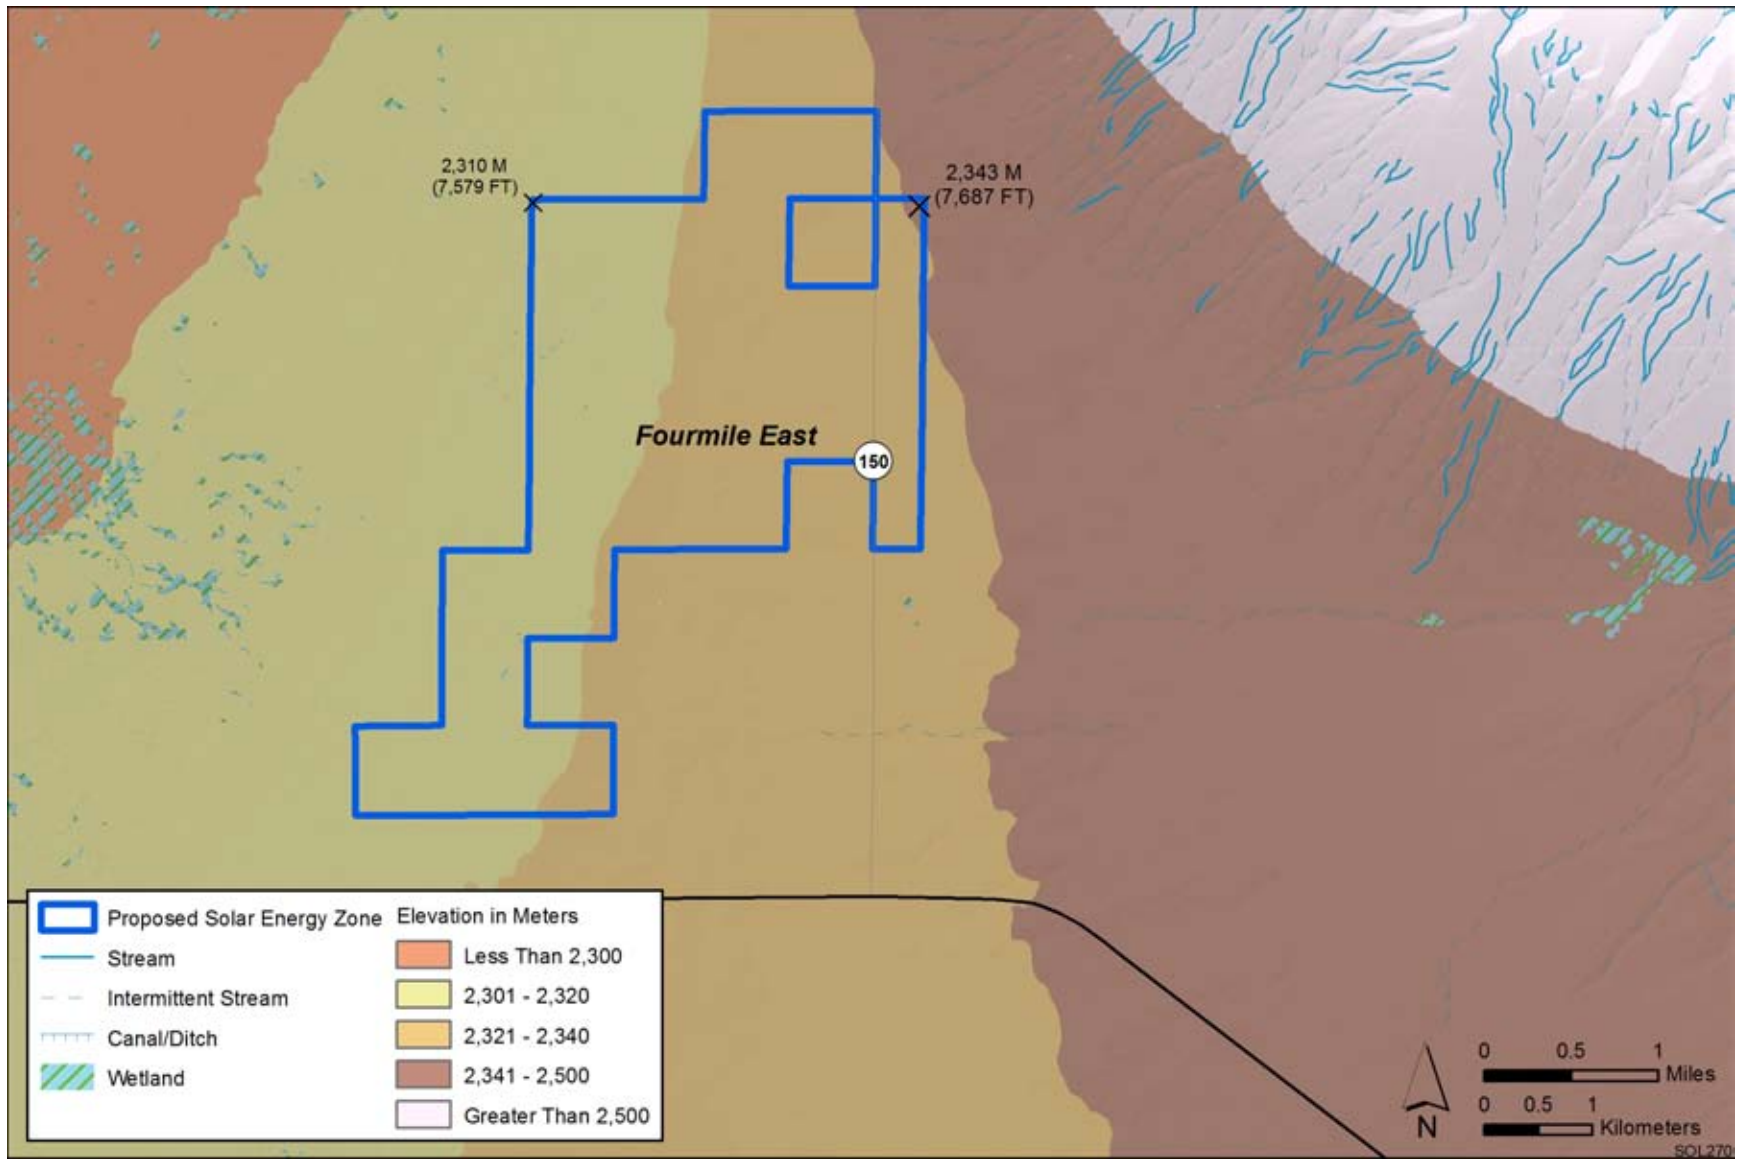 2,310 M
(7,579 FT)
2,343 M
(7,687 FT)
Fourmile East
150
Proposed Solar Energy Zone
Stream
Intermittent Stream
Canal/Ditch
Wetland
Elevation in Meters
Less Than 2,300
2,301 - 2,320
2,321 - 2,340
2,341 - 2,500
Greater Than 2,500
N
0 0.5 1
Miles
0 0.5 1
Kilometers
SOL270